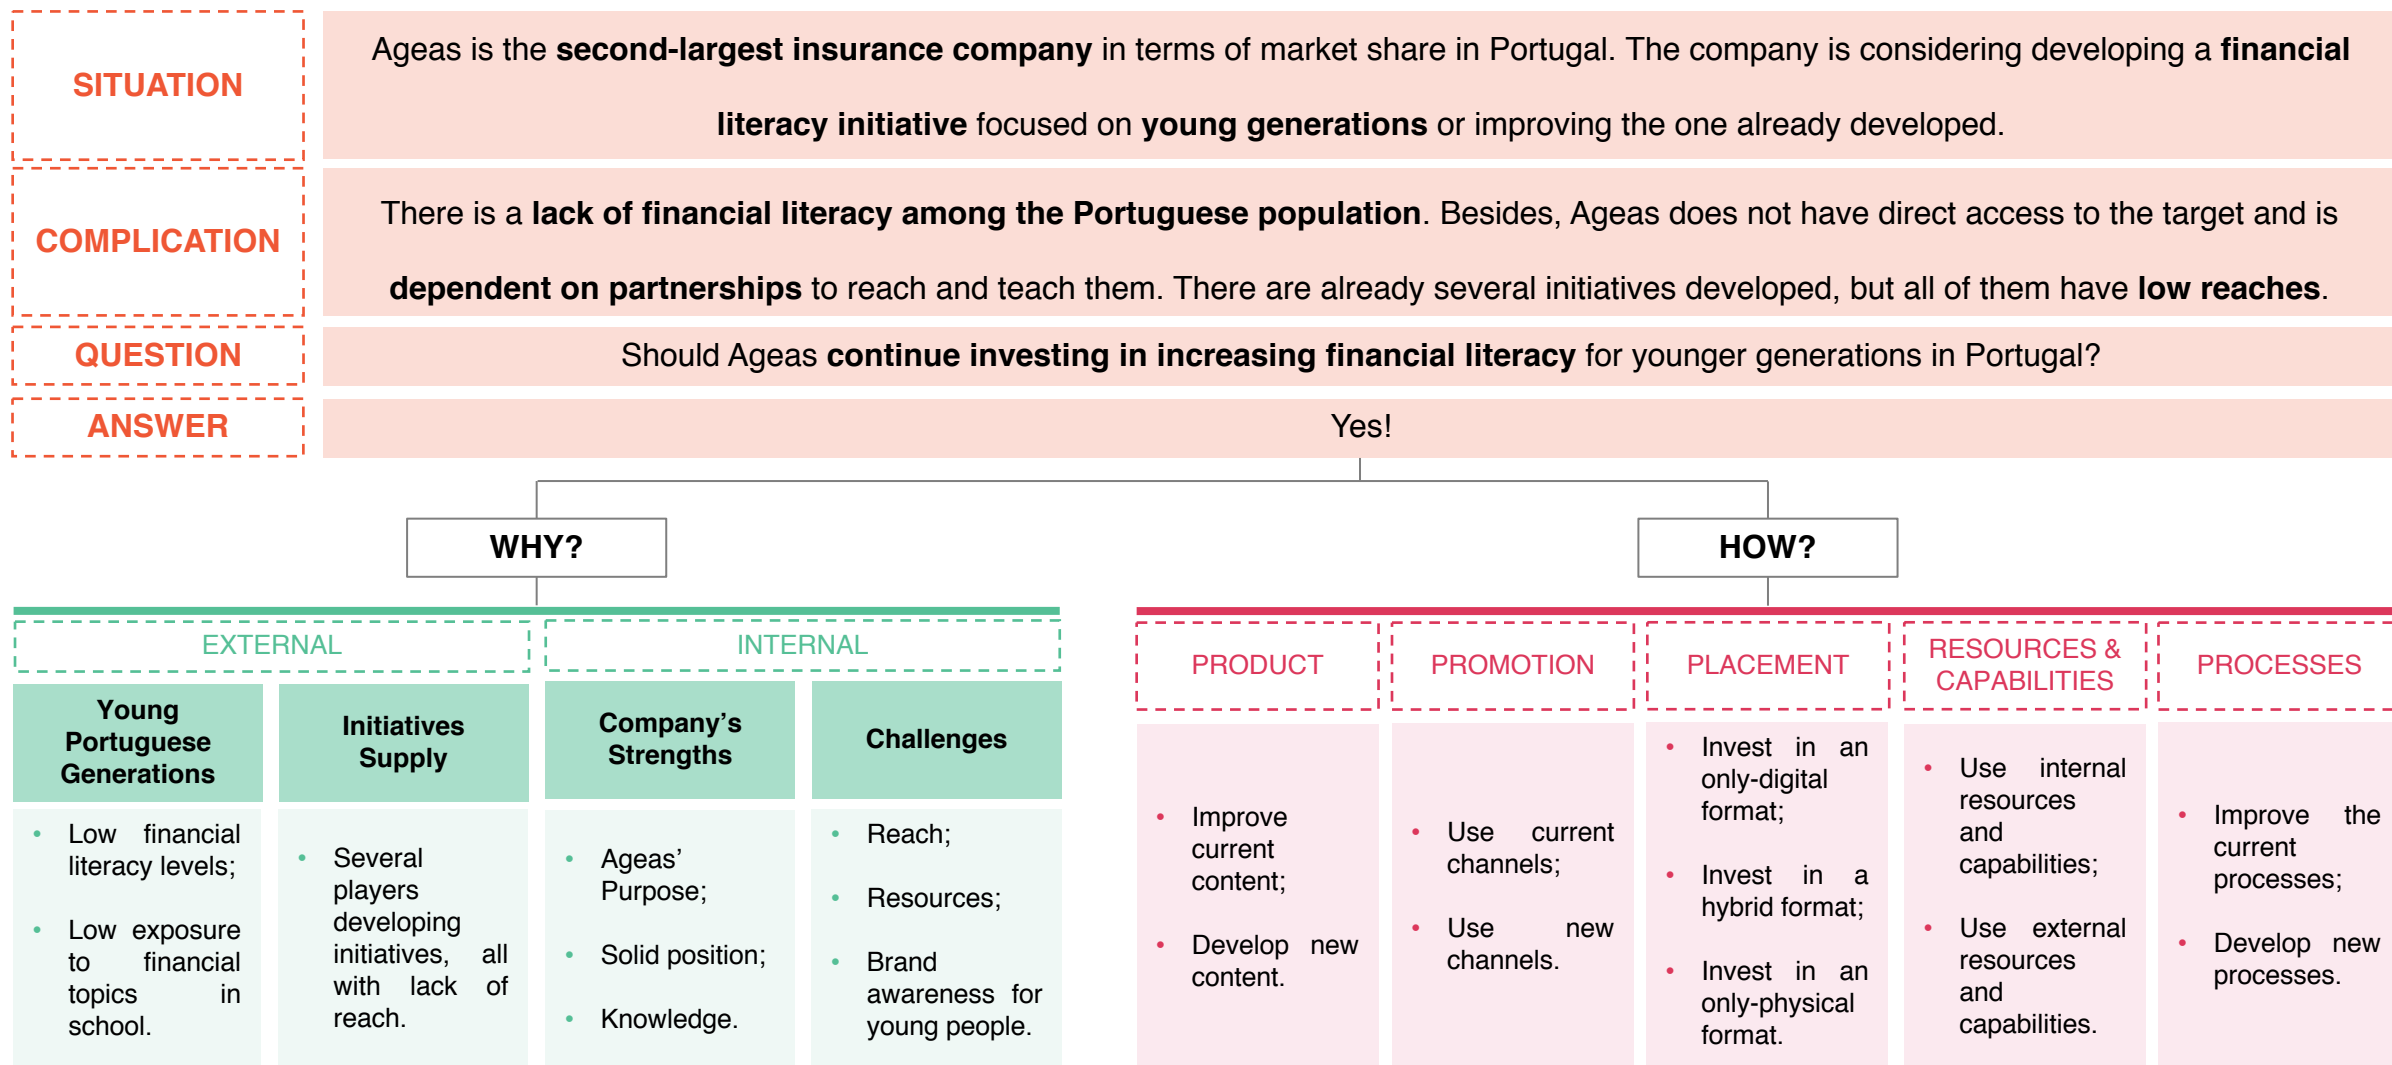 SITUATION
Ageas is the second-largest insurance company in terms of market share in Portugal. The company is considering developing a financial
literacy initiative focused on young generations or improving the one already developed.
COMPLICATION
There is a lack of financial literacy among the Portuguese population. Besides, Ageas does not have direct access to the target and is
dependent on partnerships to reach and teach them. There are already several initiatives developed, but all of them have low reaches.
QUESTION
Should Ageas continue investing in increasing financial literacy for younger generations in Portugal?
ANSWER
Yes!
WHY?
EXTERNAL
Young
Portuguese
Generations
• Low financial
literacy levels;
• Low exposure
to financial
topics in
school.
Initiatives
Supply
• Several
players
developing
initiatives, all
with lack of
reach.
INTERNAL
Company’s
Strengths
• Ageas’
Purpose;
• Solid position;
• Knowledge.
Challenges
• Reach;
• Resources;
• Brand
awareness for
young people.
HOW?
PRODUCT
• Improve
current
content;
• Develop new
content.
PROMOTION
• Use current
channels;
• Use new
channels.
PLACEMENT
• Invest in an
only-digital
format;
• Invest in a
hybrid format;
• Invest in an
only-physical
format.
RESOURCES &
CAPABILITIES
• Use internal
resources
and
capabilities;
• Use external
resources
and
capabilities.
PROCESSES
• Improve the
current
processes;
• Develop new
processes.